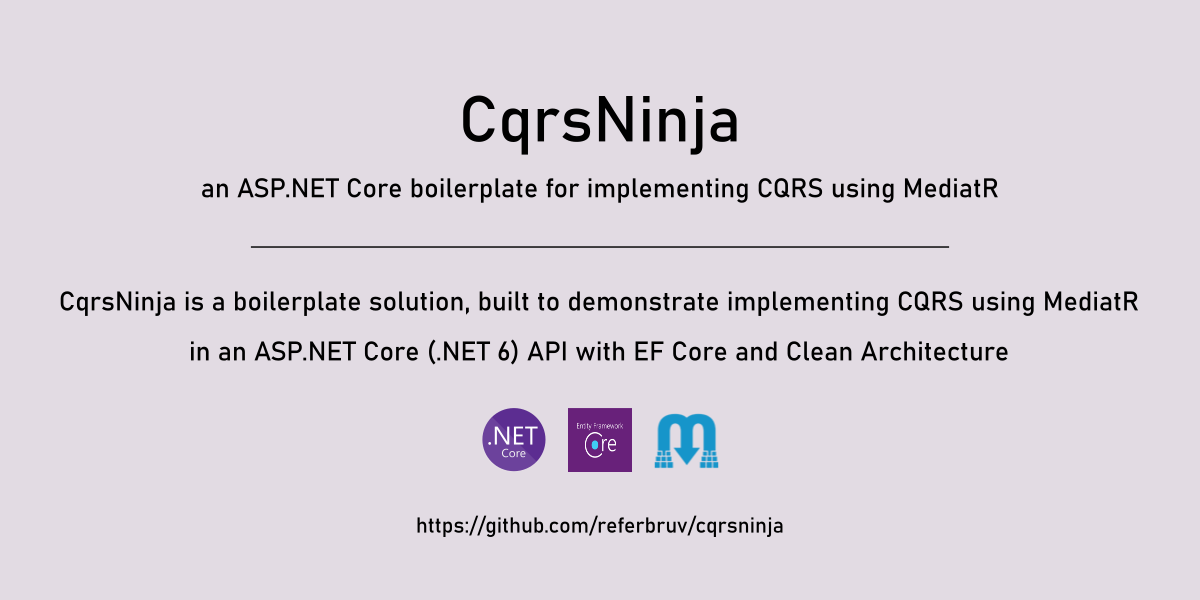 CqrsNinja
an ASP.NET Core boilerplate for implementing CQRS using MediatR
CqrsNinja is a boilerplate solution, built to demonstrate implementing CQRS using MediatR
in an ASP.NET Core (.NET 6) API with EF Core and Clean Architecture
.NET
Core
Entity Framework
Core
https://github.com/referbruv/cqrsninja